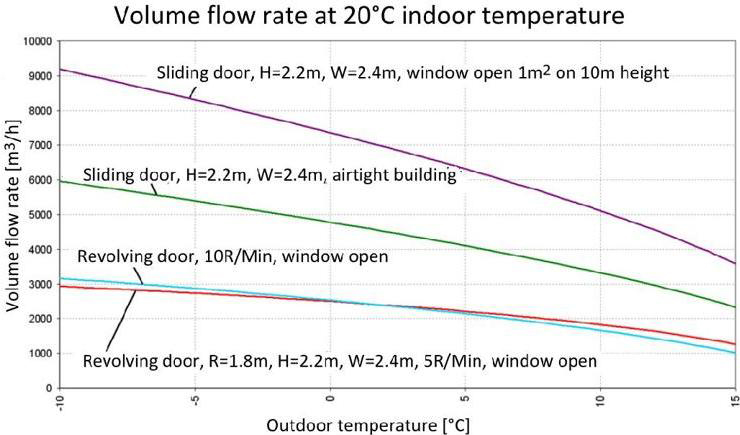 Volume flow rate at 20°C indoor temperature
Volume flow rate [m³/h]
10000
9000
8000
7000
6000
5000
4000
3000
2000
1000
0
Sliding door, H=2.2m, W=2.4m, window open 1m² on 10m height
Sliding door, H=2.2m, W=2.4m, airtight building
Revolving door, 10R/Min, window open
Revolving door, R=1.8m, H=2.2m, W=2.4m, 5R/Min, window open
-10
-5
0
5
10
15
Outdoor temperature [°C]